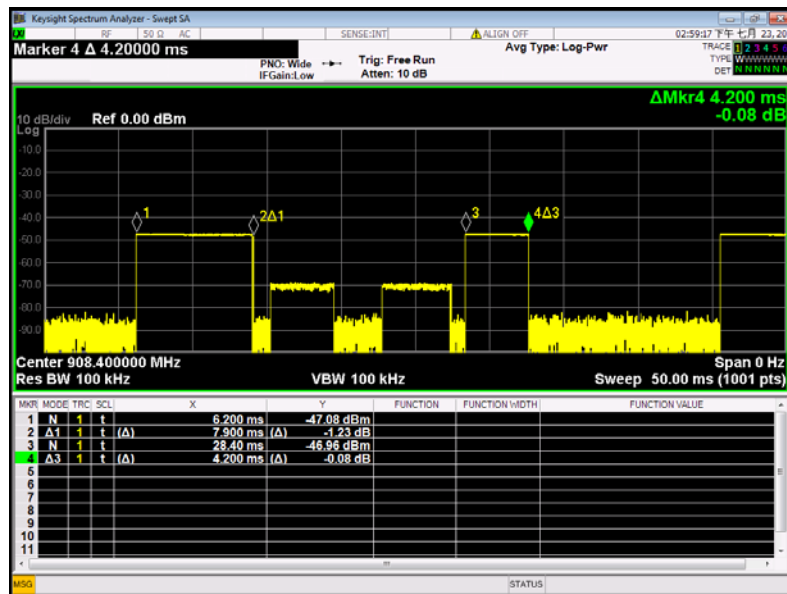 Keysight Spectrum Analyzer - Swept SA
RF 50 Ω AC SENSE:INT ALIGN OFF 02:59:17 下午 七月 23, 20
Marker 4 Δ 4.20000 ms
Avg Type: Log-Pwr
TRACE 1 2 3 4 5 6
PNO: Wide Trig: Free Run
TYPE WWWWWW
IFGain:Low Atten: 10 dB
DET N N N N N N
ΔMkr4 4.200 ms
-0.08 dB
10 dB/div Ref 0.00 dBm
Log
-10.0
-20.0
-30.0
-40.0
-50.0
-60.0
-70.0
-80.0
-90.0
1
2Δ1
3
4Δ3
Center 908.400000 MHz Span 0 Hz
Res BW 100 kHz VBW 100 kHz Sweep 50.00 ms (1001 pts)
MKR MODE TRC SCL X Y FUNCTION FUNCTION WIDTH FUNCTION VALUE
1 N 1 t 6.200 ms -47.08 dBm
2 Δ1 1 t (Δ) 7.900 ms (Δ) -1.23 dB
3 N 1 t 28.40 ms -46.96 dBm
4 Δ3 1 t (Δ) 4.200 ms (Δ) -0.08 dB
5
6
7
8
9
10
11
MSG STATUS